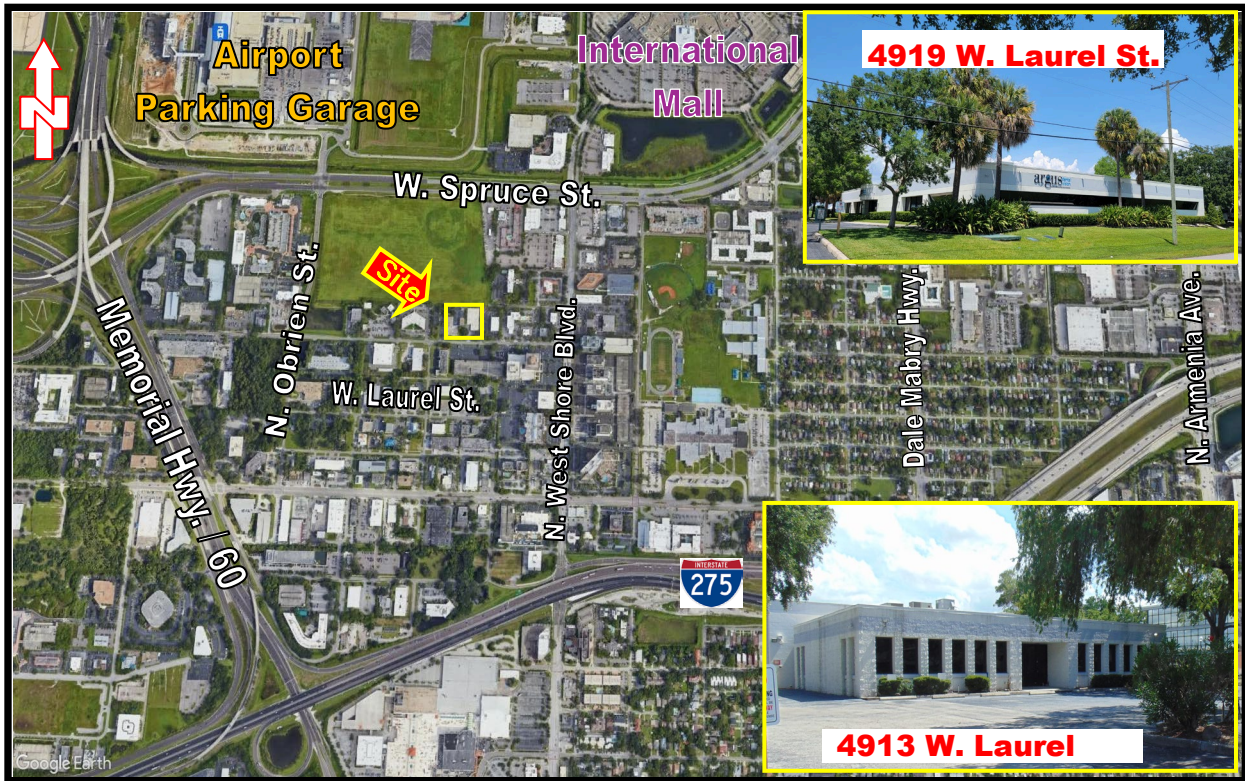 Airport
Parking Garage
International
Mall
4919 W. Laurel St.
argus
N
W. Spruce St.
Site
N. Obrien St.
Memorial Hwy. | 60
W. Laurel St.
N. West Shore Blvd.
Dale Mabry Hwy.
N. Armenia Ave.
INTERSTATE
275
4913 W. Laurel
Google Earth